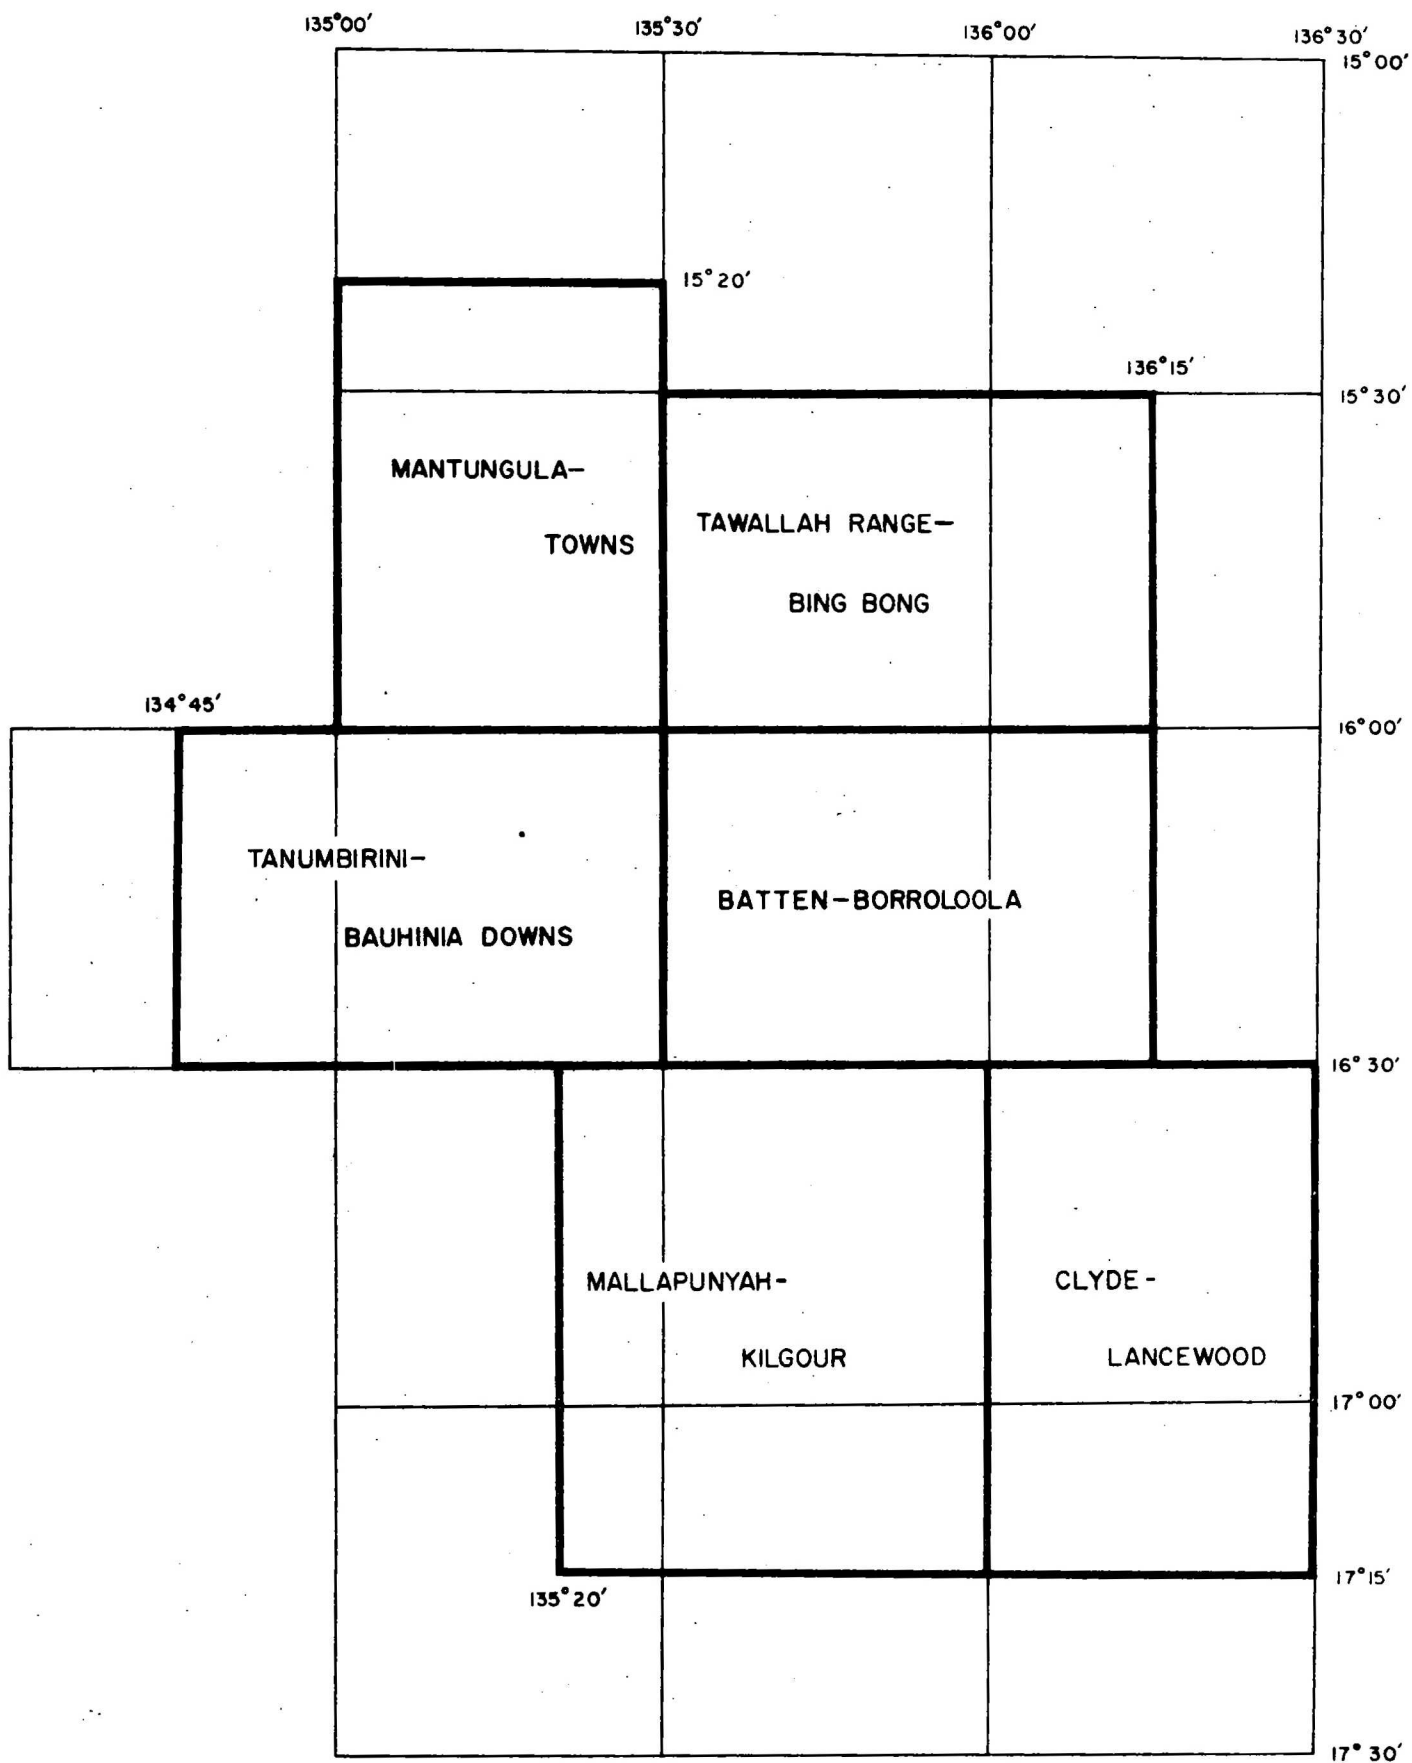 135°00′ 135°30′ 136°00′ 136°30′
15°00′
15°20′
136°15′
15°30′
MANTUNGULA–
TOWNS
TAWALLAH RANGE–
BING BONG
134°45′
16°00′
TANUMBIRINI–
BAUHINIA DOWNS
BATTEN–BORROLOOLA
16°30′
MALLAPUNYAH-
KILGOUR
CLYDE-
LANCEWOOD
17°00′
17°15′
135°20′
17°30′